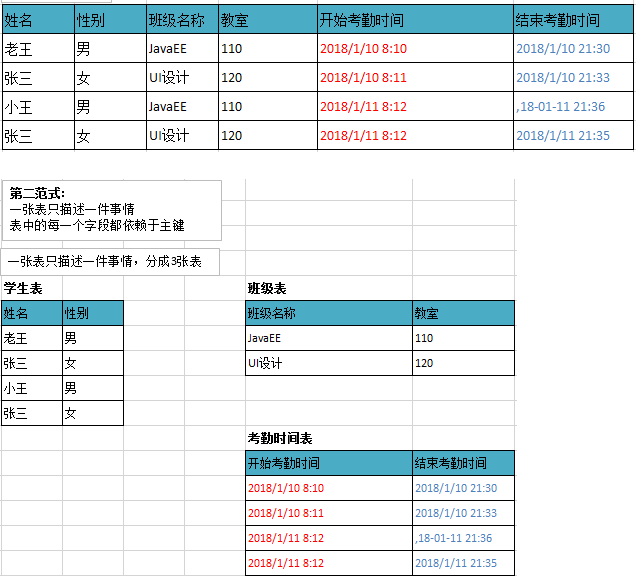 姓名 性别 班级名称 教室 开始考勤时间 结束考勤时间
老王 男 JavaEE 110 2018/1/10 8:10 2018/1/10 21:30
张三 女 UI设计 120 2018/1/10 8:11 2018/1/10 21:33
小王 男 JavaEE 110 2018/1/11 8:12 ,18-01-11 21:36
张三 女 UI设计 120 2018/1/11 8:12 2018/1/11 21:35
第二范式:
一张表只描述一件事情
表中的每一个字段都依赖于主键
一张表只描述一件事情，分成3张表
学生表
姓名 性别
老王 男
张三 女
小王 男
张三 女
班级表
班级名称 教室
JavaEE 110
UI设计 120
考勤时间表
开始考勤时间 结束考勤时间
2018/1/10 8:10 2018/1/10 21:30
2018/1/10 8:11 2018/1/10 21:33
2018/1/11 8:12 ,18-01-11 21:36
2018/1/11 8:12 2018/1/11 21:35